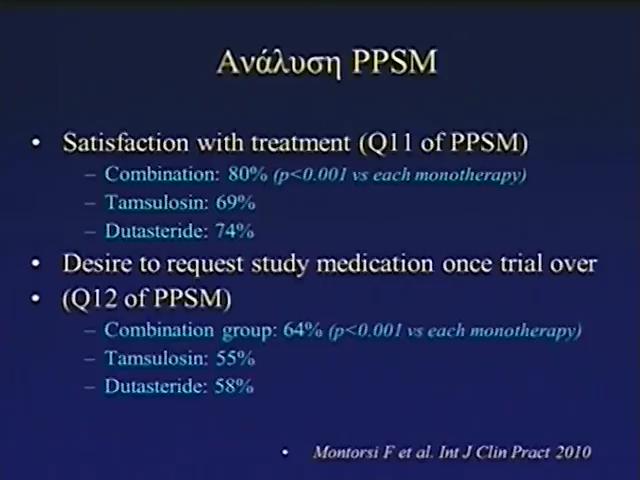 Ανάλυση PPSM
• Satisfaction with treatment (Q11 of PPSM)
– Combination: 80% (p<0.001 vs each monotherapy)
– Tamsulosin: 69%
– Dutasteride: 74%
• Desire to request study medication once trial over
• (Q12 of PPSM)
– Combination group: 64% (p<0.001 vs each monotherapy)
– Tamsulosin: 55%
– Dutasteride: 58%
• Montorsi F et al. Int J Clin Pract 2010